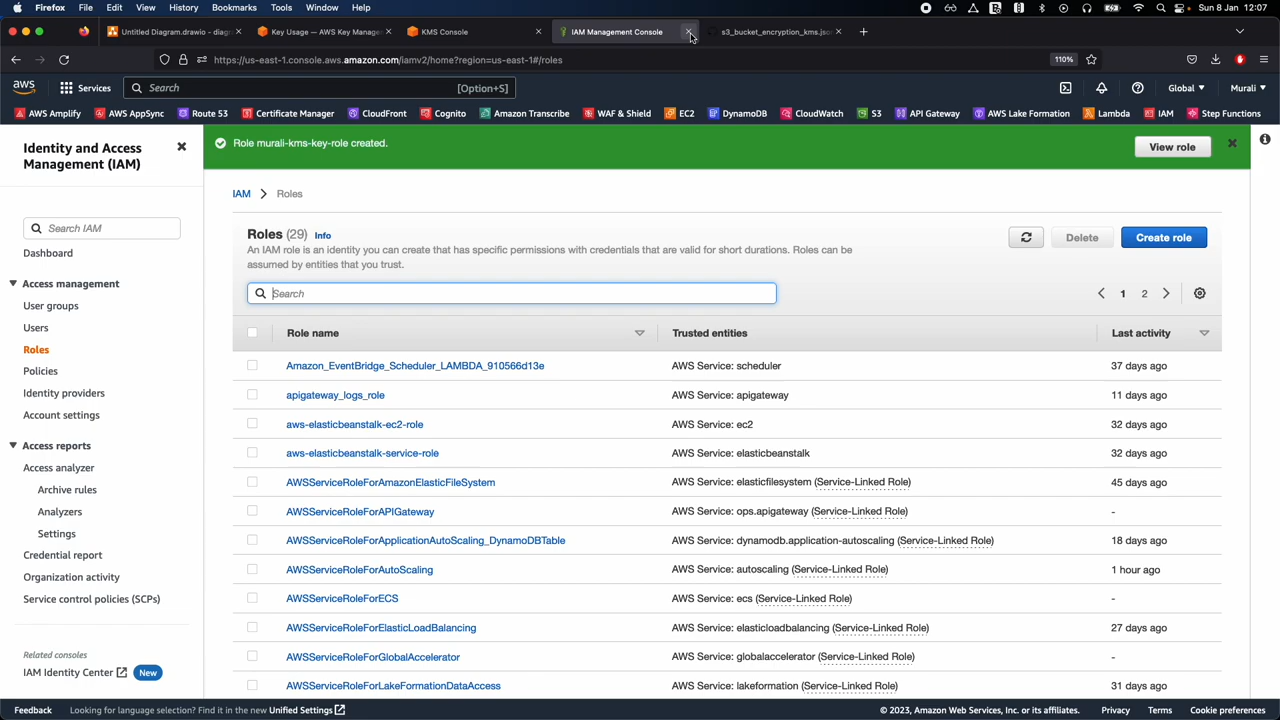 Firefox File Edit View History Bookmarks Tools Window Help Sun 8 Jan 12:07
Untitled Diagram.drawio - diag Key Usage — AWS Key Manage KMS Console IAM Management Console s3_bucket_encryption_kms.json
https://us-east-1.console.aws.amazon.com/iamv2/home?region=us-east-1#/roles 110%
aws Services Search [Option+S] Global Murali
AWS Amplify AWS AppSync Route 53 Certificate Manager CloudFront Cognito Amazon Transcribe WAF & Shield EC2 DynamoDB CloudWatch S3 API Gateway AWS Lake Formation Lambda IAM Step Functions
Identity and Access Management (IAM)
Search IAM
Dashboard
Access management
User groups
Users
Roles
Policies
Identity providers
Account settings
Access reports
Access analyzer
Archive rules
Analyzers
Settings
Credential report
Organization activity
Service control policies (SCPs)
Related consoles
IAM Identity Center New
Role murali-kms-key-role created. View role
IAM > Roles
Roles (29) Info
An IAM role is an identity you can create that has specific permissions with credentials that are valid for short durations. Roles can be
assumed by entities that you trust.
Delete Create role
Search 1 2
Role name Trusted entities Last activity
Amazon_EventBridge_Scheduler_LAMBDA_910566d13e AWS Service: scheduler 37 days ago
apigateway_logs_role AWS Service: apigateway 11 days ago
aws-elasticbeanstalk-ec2-role AWS Service: ec2 32 days ago
aws-elasticbeanstalk-service-role AWS Service: elasticbeanstalk 32 days ago
AWSServiceRoleForAmazonElasticFileSystem AWS Service: elasticfilesystem (Service-Linked Role) 45 days ago
AWSServiceRoleForAPIGateway AWS Service: ops.apigateway (Service-Linked Role) -
AWSServiceRoleForApplicationAutoScaling_DynamoDBTable AWS Service: dynamodb.application-autoscaling (Service-Linked Role) 18 days ago
AWSServiceRoleForAutoScaling AWS Service: autoscaling (Service-Linked Role) 1 hour ago
AWSServiceRoleForECS AWS Service: ecs (Service-Linked Role) -
AWSServiceRoleForElasticLoadBalancing AWS Service: elasticloadbalancing (Service-Linked Role) 27 days ago
AWSServiceRoleForGlobalAccelerator AWS Service: globalaccelerator (Service-Linked Role) -
AWSServiceRoleForLakeFormationDataAccess AWS Service: lakeformation (Service-Linked Role) 31 days ago
Feedback Looking for language selection? Find it in the new Unified Settings © 2023, Amazon Web Services, Inc. or its affiliates. Privacy Terms Cookie preferences